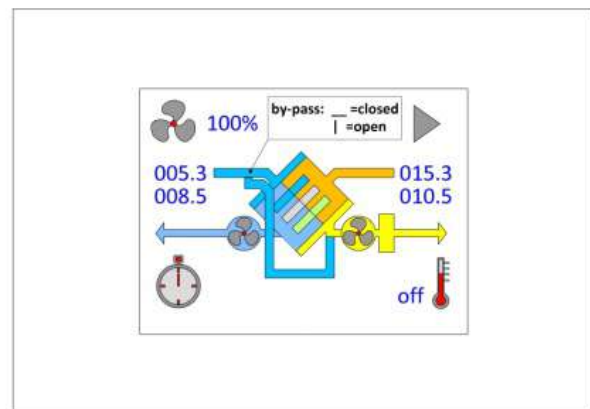 by-pass: __ =closed
| =open
100%
005.3
008.5
015.3
010.5
off